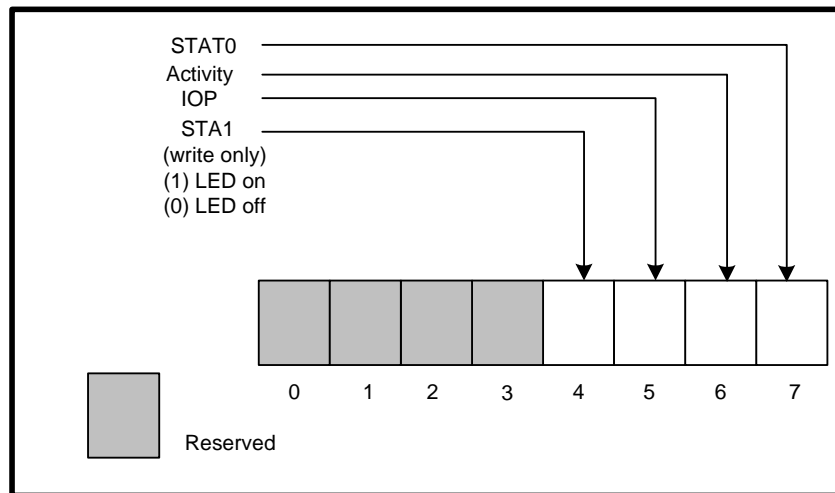 STAT0
Activity
IOP
STA1
(write only)
(1) LED on
(0) LED off
0 1 2 3 4 5 6 7
Reserved